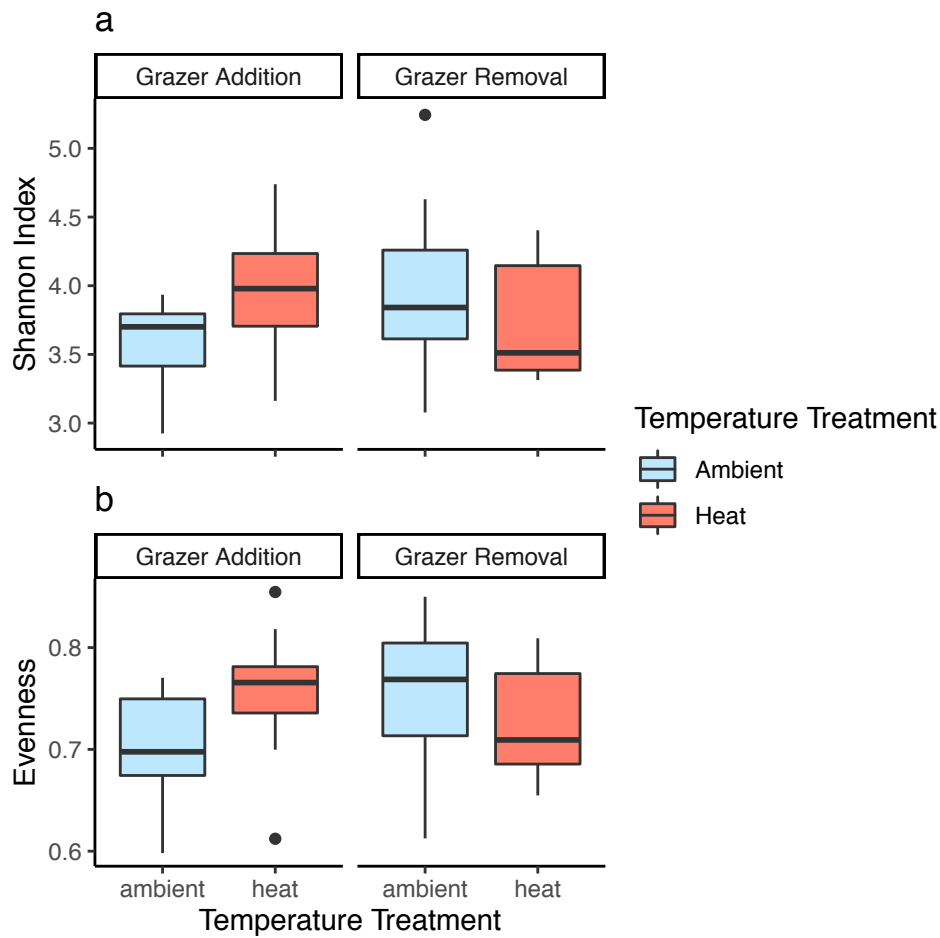 a
Grazer Addition Grazer Removal
5.0
4.5
4.0
3.5
3.0
Shannon Index
b
Grazer Addition Grazer Removal
0.8
0.7
0.6
Evenness
ambient heat ambient heat
Temperature Treatment
Temperature Treatment
Ambient
Heat